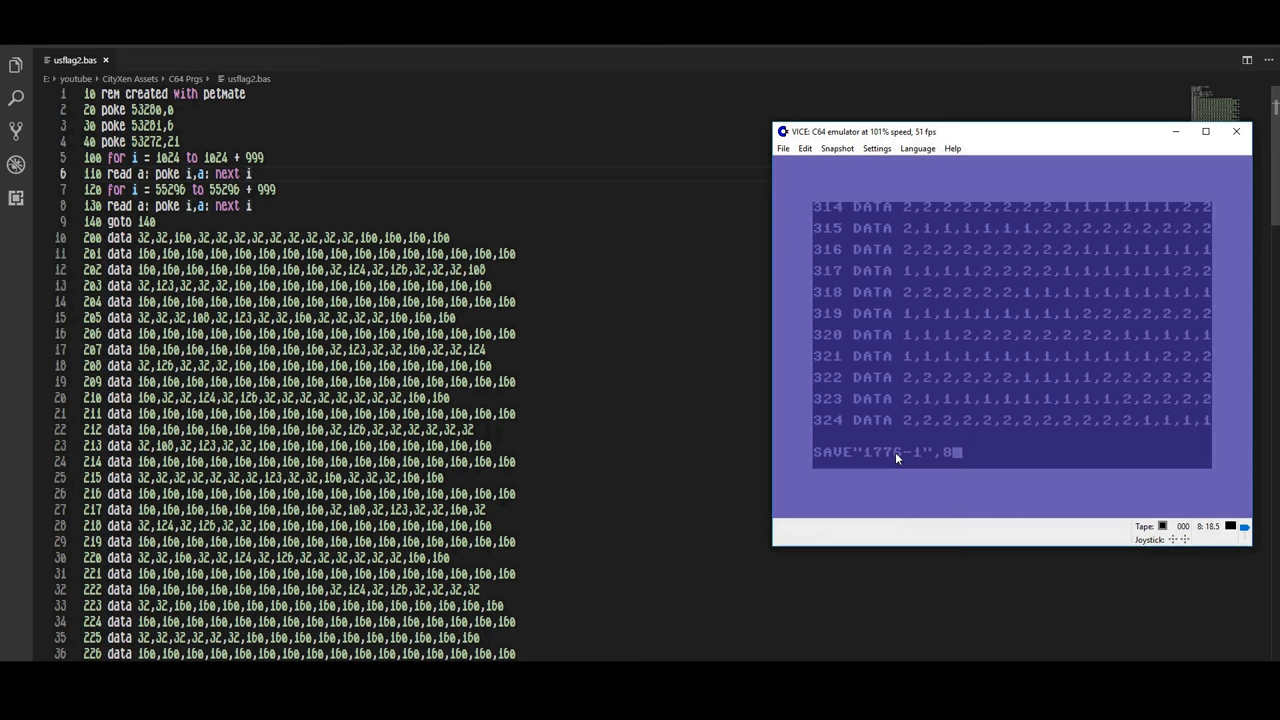 usflag2.bas ×
E: › youtube › CityXen Assets › C64 Prgs › usflag2.bas
1 10 rem created with petmate
2 20 poke 53280,0
3 30 poke 53281,6
4 40 poke 53272,21
5 100 for i = 1024 to 1024 + 999
6 110 read a: poke i,a: next i
7 120 for i = 55296 to 55296 + 999
8 130 read a: poke i,a: next i
9 140 goto 140
10 200 data 32,32,160,32,32,32,32,32,32,32,32,32,160,160,160,160
11 201 data 160,160,160,160,160,160,160,160,160,160,160,160,160,160,160,160
12 202 data 160,160,160,160,160,160,160,160,32,124,32,126,32,32,32,108
13 203 data 32,123,32,32,32,160,160,160,160,160,160,160,160,160,160,160
14 204 data 160,160,160,160,160,160,160,160,160,160,160,160,160,160,160,160
15 205 data 32,32,32,108,32,123,32,32,160,32,32,32,32,160,160,160
16 206 data 160,160,160,160,160,160,160,160,160,160,160,160,160,160,160,160
17 207 data 160,160,160,160,160,160,160,160,32,123,32,32,160,32,32,124
18 208 data 32,126,32,32,32,160,160,160,160,160,160,160,160,160,160,160
19 209 data 160,160,160,160,160,160,160,160,160,160,160,160,160,160,160,160
20 210 data 160,32,32,124,32,126,32,32,32,32,32,32,32,32,160,160
21 211 data 160,160,160,160,160,160,160,160,160,160,160,160,160,160,160,160
22 212 data 160,160,160,160,160,160,160,160,32,126,32,32,32,32,32,32
23 213 data 32,108,32,123,32,32,160,160,160,160,160,160,160,160,160,160
24 214 data 160,160,160,160,160,160,160,160,160,160,160,160,160,160,160,160
25 215 data 32,32,32,32,32,32,32,123,32,160,32,32,32,32,160,160
26 216 data 160,160,160,160,160,160,160,160,160,160,160,160,160,160,160,160
27 217 data 160,160,160,160,160,160,160,160,32,108,32,123,32,32,160,32
28 218 data 32,124,32,126,32,32,160,160,160,160,160,160,160,160,160,160
29 219 data 160,160,160,160,160,160,160,160,160,160,160,160,160,160,160,160
30 220 data 32,32,160,32,32,124,32,126,32,32,32,32,32,32,160,160
31 221 data 160,160,160,160,160,160,160,160,160,160,160,160,160,160,160,160
32 222 data 160,160,160,160,160,160,160,160,32,124,32,126,32,32,32,32
33 223 data 32,32,160,160,160,160,160,160,160,160,160,160,160,160,160,160
34 224 data 160,160,160,160,160,160,160,160,160,160,160,160,160,160,160,160
35 225 data 32,32,32,32,32,32,160,160,160,160,160,160,160,160,160,160
36 226 data 160,160,160,160,160,160,160,160,160,160,160,160,160,160,160,160
VICE: C64 emulator at 101% speed, 51 fps
File Edit Snapshot Settings Language Help
314 DATA 2,2,2,2,2,2,2,2,1,1,1,1,1,1,2,2
315 DATA 2,1,1,1,1,1,1,2,2,2,2,2,2,2,2,2
316 DATA 2,2,2,2,1,1,1,1,2,2,2,1,1,1,1,1
317 DATA 1,1,1,1,2,2,2,2,1,1,1,1,1,1,2,2
318 DATA 2,2,2,2,2,2,1,1,1,1,1,1,1,1,1,1
319 DATA 1,1,1,1,1,1,1,1,1,2,2,2,2,2,2,2
320 DATA 1,1,1,2,2,2,2,2,2,2,2,1,1,1,1,1
321 DATA 1,1,1,1,1,1,1,1,1,1,1,1,1,2,2,2
322 DATA 2,2,2,2,2,2,1,1,1,1,2,2,2,2,2,2
323 DATA 2,1,1,1,1,1,1,1,1,1,1,1,2,2,2,2
324 DATA 2,2,2,2,2,2,2,2,2,2,2,2,1,1,1,1
SAVE"1776-1",8
Tape: 000 8: 18.5
Joystick: